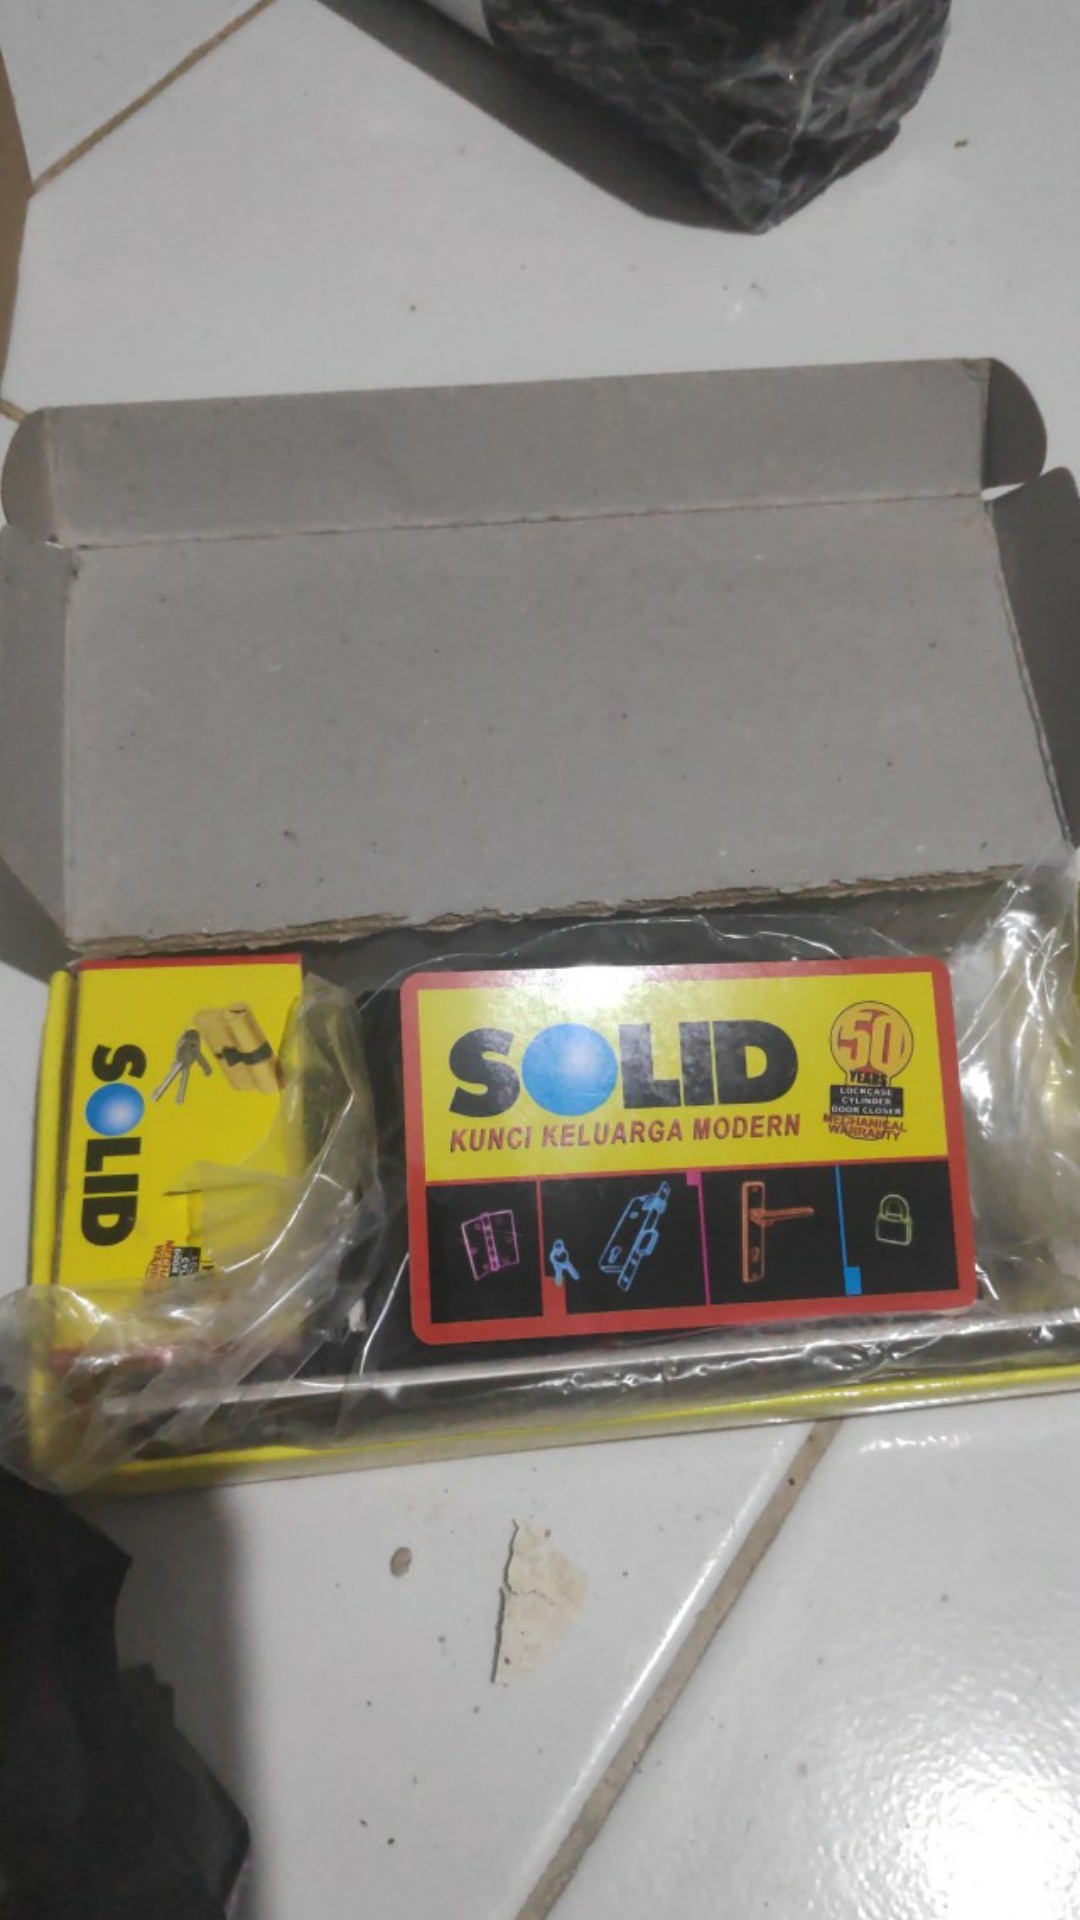 SOLID
KUNCI KELUARGA MODERN
50
YEARS
LOCKCASE
CYLINDER
DOOR CLOSER
MECHANICAL
WARRANTY
SOLID